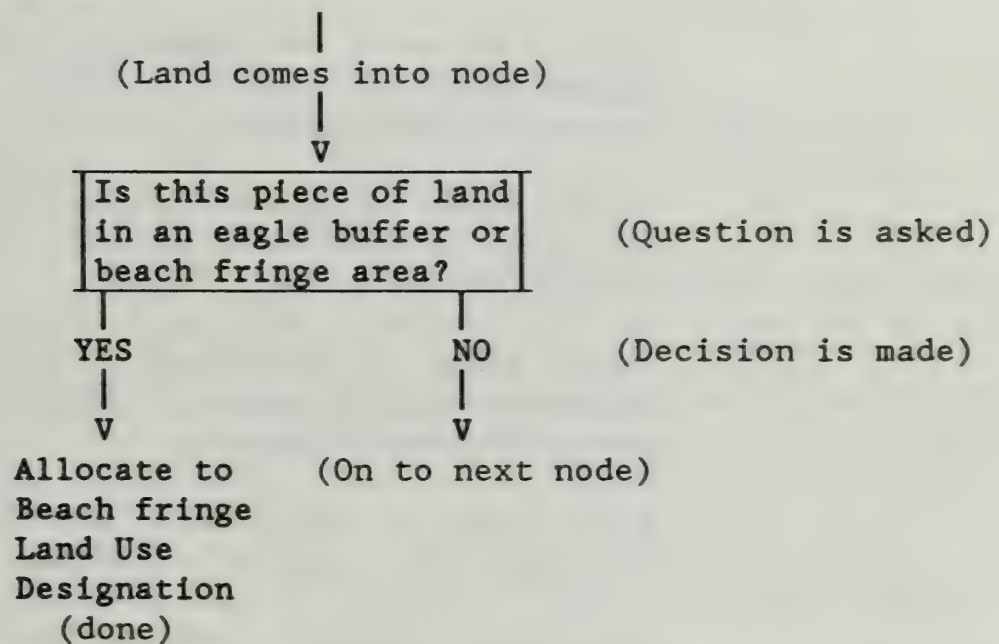 (Land comes into node)
V
Is this piece of land
in an eagle buffer or (Question is asked)
beach fringe area?
YES NO (Decision is made)
V V
Allocate to (On to next node)
Beach fringe
Land Use
Designation
(done)